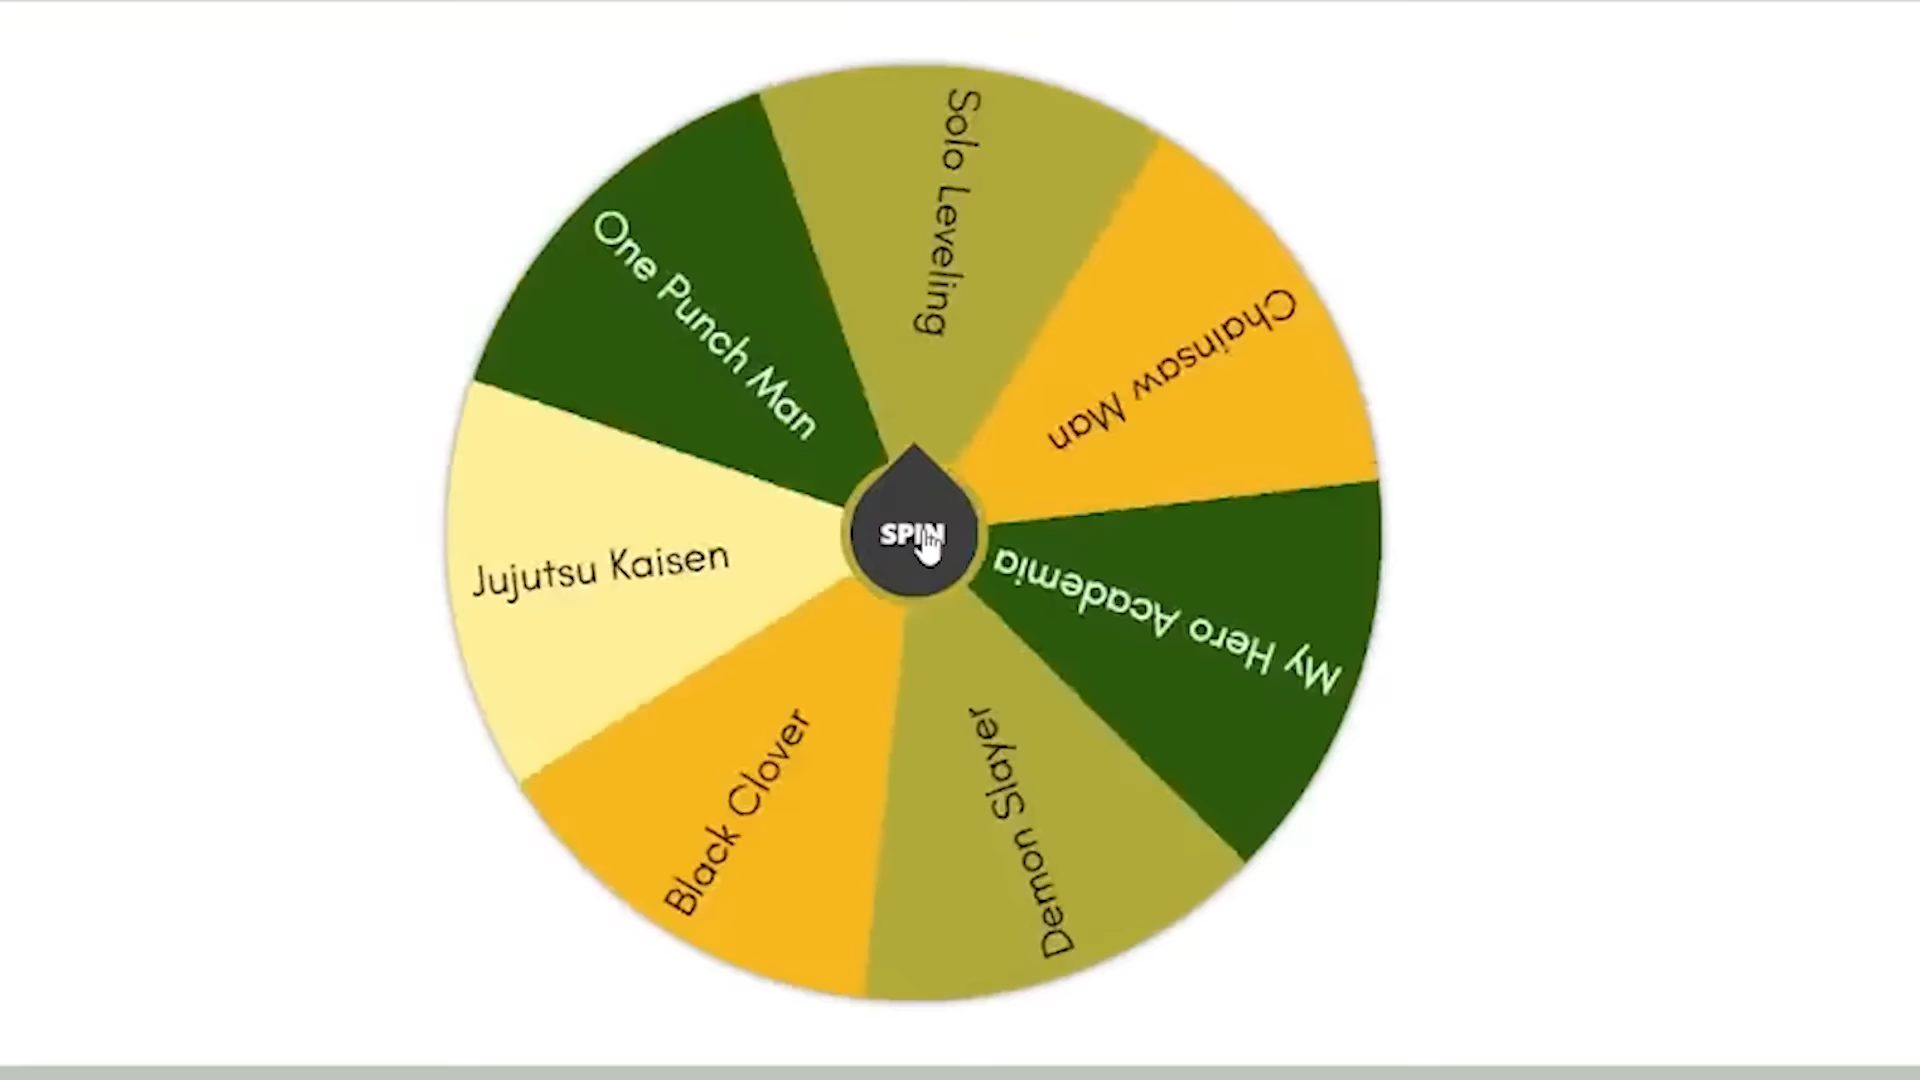 Solo Leveling
Chainsaw Man
My Hero Academia
Demon Slayer
Black Clover
Jujutsu Kaisen
One Punch Man
SPIN